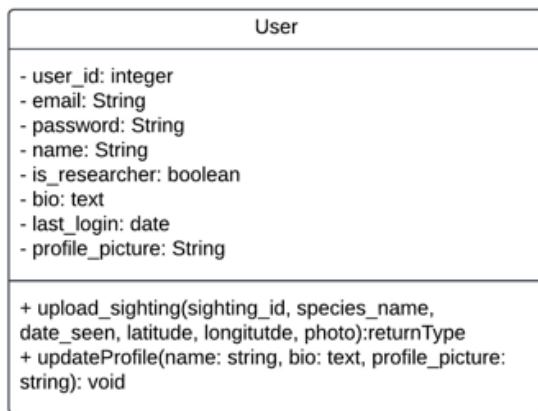 User
- user_id: integer
- email: String
- password: String
- name: String
- is_researcher: boolean
- bio: text
- last_login: date
- profile_picture: String
+ upload_sighting(sighting_id, species_name,
date_seen, latitude, longitutde, photo):returnType
+ updateProfile(name: string, bio: text, profile_picture:
string): void